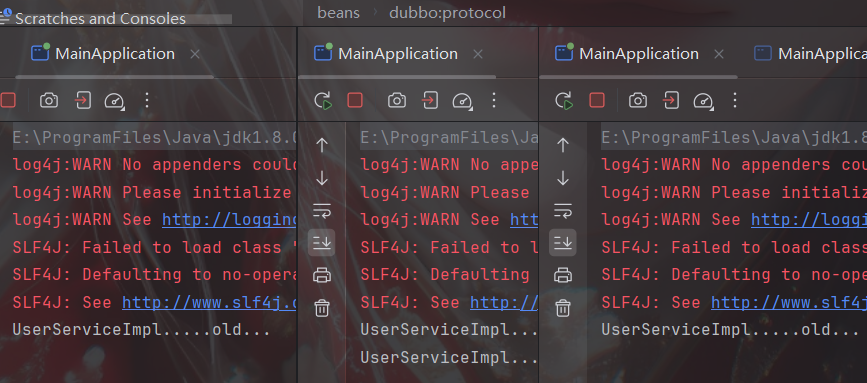 Scratches and Consoles
beans › dubbo:protocol
MainApplication
E:\ProgramFiles\Java\jdk1.8.
log4j:WARN No appenders coul
log4j:WARN Please initialize
log4j:WARN See http://loggin
SLF4J: Failed to load class
SLF4J: Defaulting to no-oper
SLF4J: See http://www.slf4j.
UserServiceImpl.....old...
MainApplication
E:\ProgramFiles\Ja
log4j:WARN No appe
log4j:WARN Please
log4j:WARN See htt
SLF4J: Failed to l
SLF4J: Defaulting
SLF4J: See http://
UserServiceImpl...
UserServiceImpl...
MainApplication
MainApplica
E:\ProgramFiles\Java\jdk1.8.
log4j:WARN No appenders cou
log4j:WARN Please initializ
log4j:WARN See http://loggi
SLF4J: Failed to load class
SLF4J: Defaulting to no-ope
SLF4J: See http://www.slf4j
UserServiceImpl.....old...